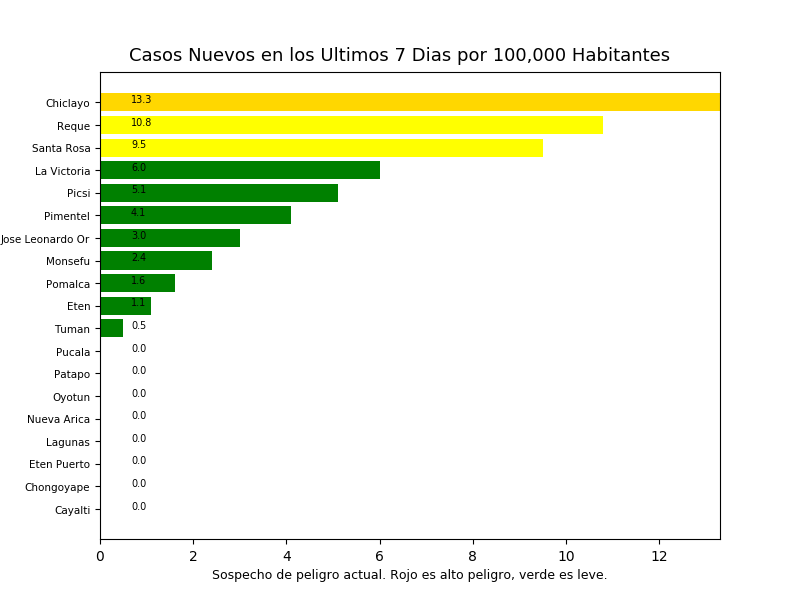 Casos Nuevos en los Ultimos 7 Dias por 100,000 Habitantes
Chiclayo 13.3
Reque 10.8
Santa Rosa 9.5
La Victoria 6.0
Picsi 5.1
Pimentel 4.1
Jose Leonardo Or 3.0
Monsefu 2.4
Pomalca 1.6
Eten 1.1
Tuman 0.5
Pucala 0.0
Patapo 0.0
Oyotun 0.0
Nueva Arica 0.0
Lagunas 0.0
Eten Puerto 0.0
Chongoyape 0.0
Cayalti 0.0
0 2 4 6 8 10 12
Sospecho de peligro actual. Rojo es alto peligro, verde es leve.